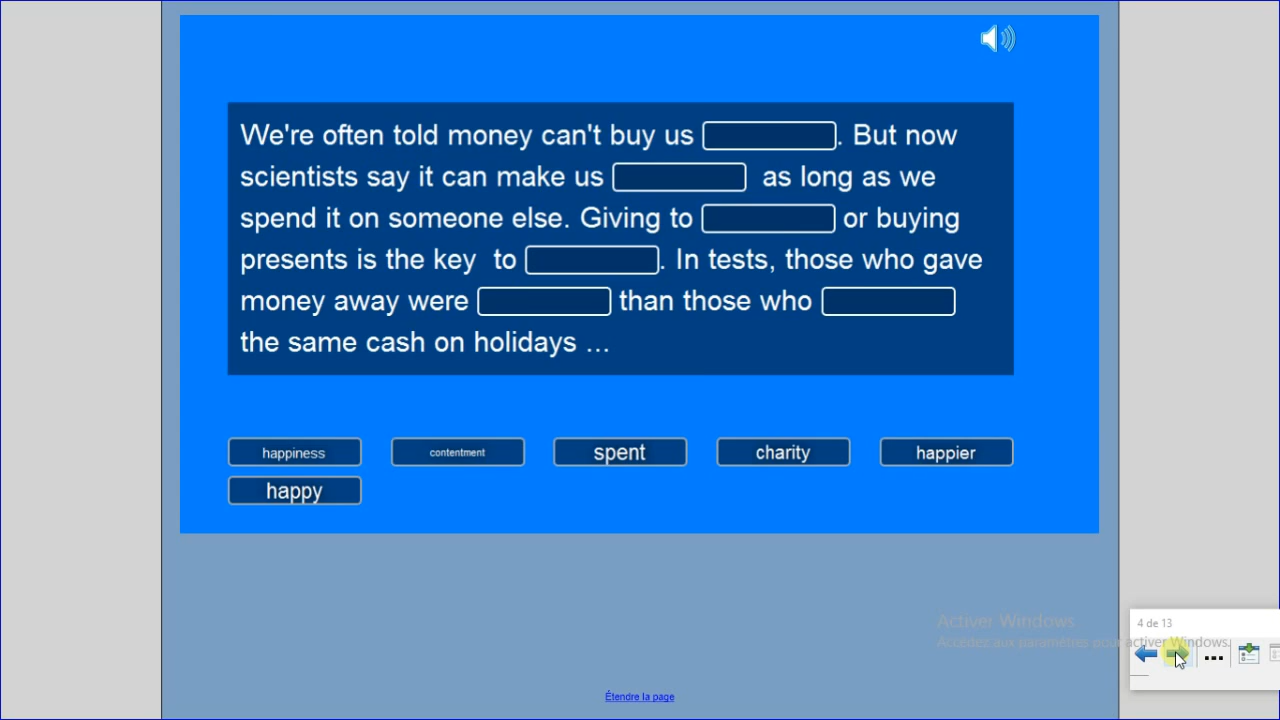 We're often told money can't buy us . But now
scientists say it can make us as long as we
spend it on someone else. Giving to or buying
presents is the key to . In tests, those who gave
money away were than those who
the same cash on holidays ...
happiness contentment spent charity happier
happy
Activer Windows
Accédez aux paramètres pour activer Windows.
4 de 13
Étendre la page